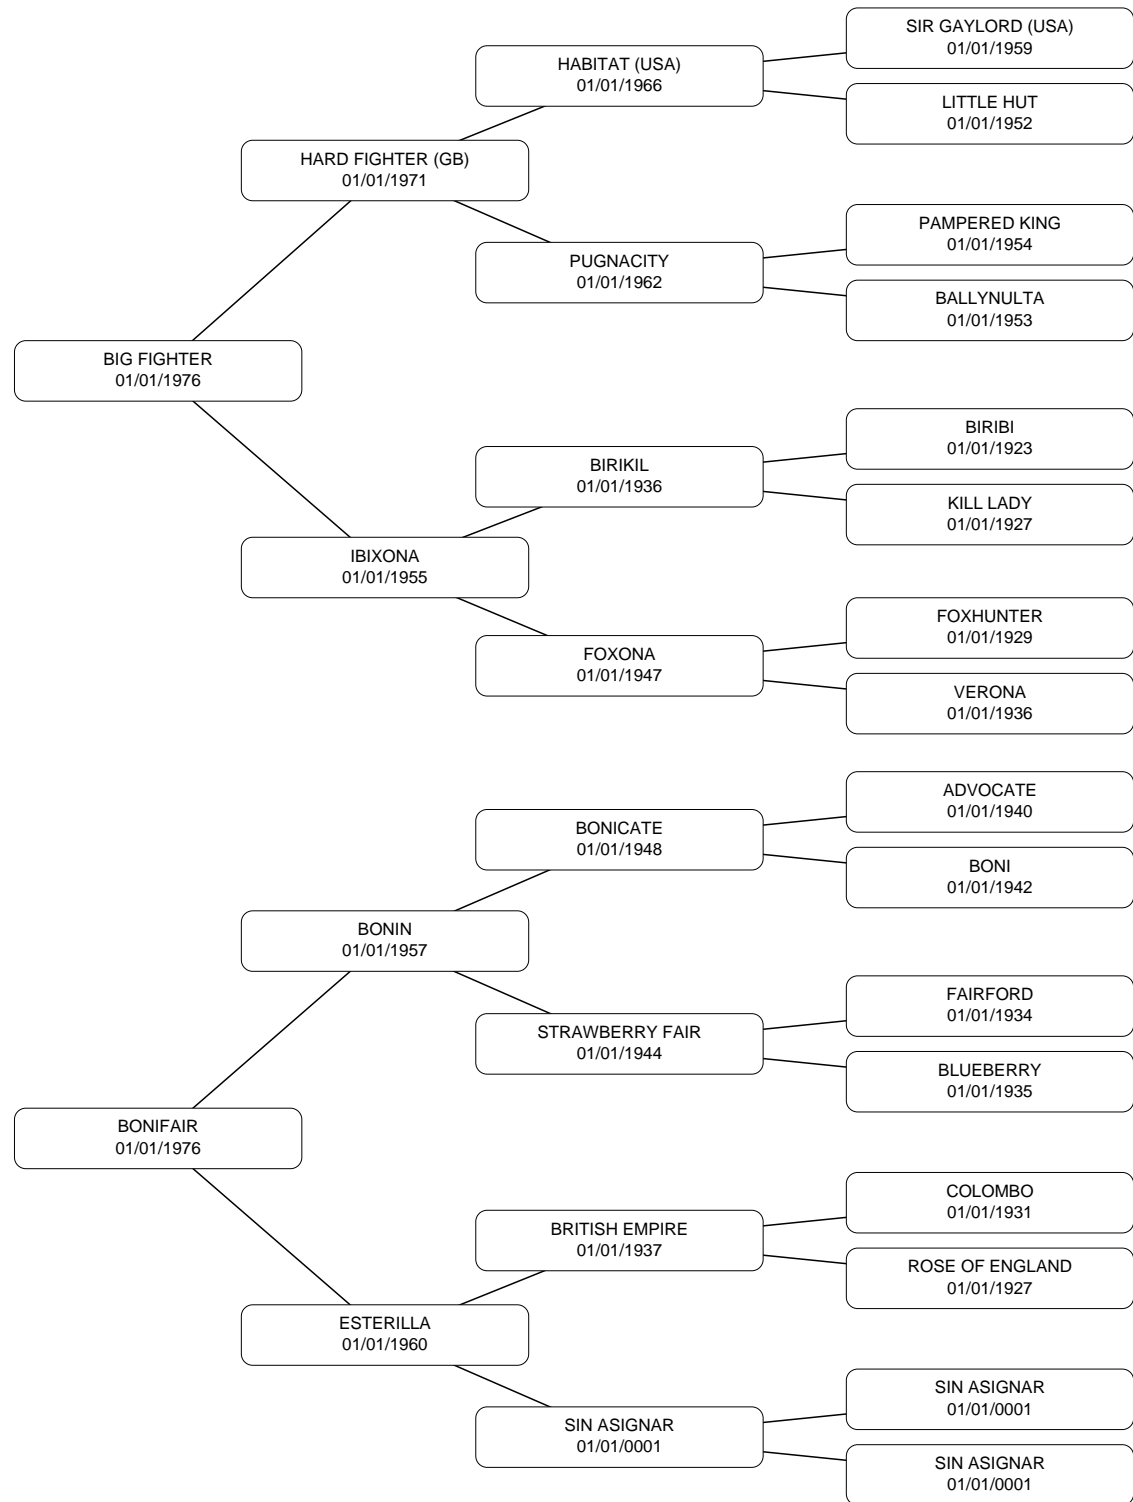 SIR GAYLORD (USA)
01/01/1959
HABITAT (USA)
01/01/1966
LITTLE HUT
01/01/1952
HARD FIGHTER (GB)
01/01/1971
PAMPERED KING
01/01/1954
PUGNACITY
01/01/1962
BALLYNULTA
01/01/1953
BIG FIGHTER
01/01/1976
BIRIBI
01/01/1923
BIRIKIL
01/01/1936
KILL LADY
01/01/1927
IBIXONA
01/01/1955
FOXHUNTER
01/01/1929
FOXONA
01/01/1947
VERONA
01/01/1936
ADVOCATE
01/01/1940
BONICATE
01/01/1948
BONI
01/01/1942
BONIN
01/01/1957
FAIRFORD
01/01/1934
STRAWBERRY FAIR
01/01/1944
BLUEBERRY
01/01/1935
BONIFAIR
01/01/1976
COLOMBO
01/01/1931
BRITISH EMPIRE
01/01/1937
ROSE OF ENGLAND
01/01/1927
ESTERILLA
01/01/1960
SIN ASIGNAR
01/01/0001
SIN ASIGNAR
01/01/0001
SIN ASIGNAR
01/01/0001